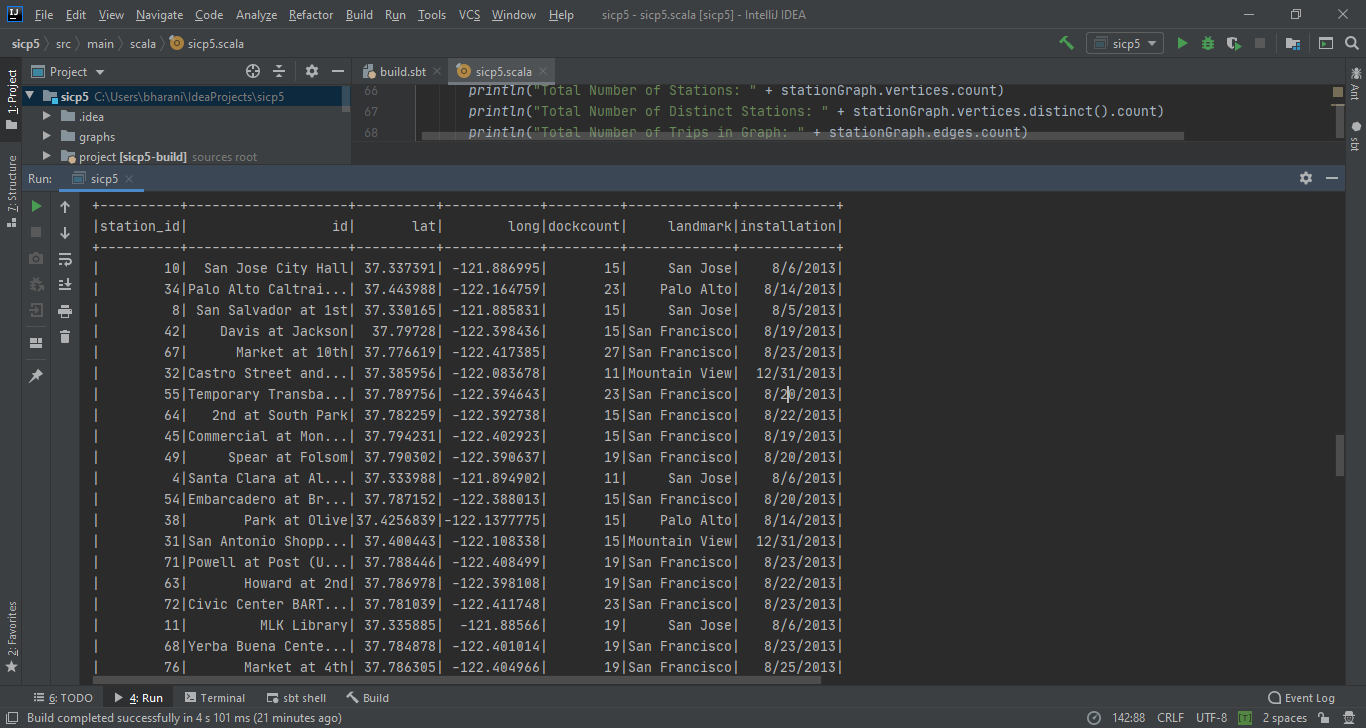 File Edit View Navigate Code Analyze Refactor Build Run Tools VCS Window Help sicp5 - sicp5.scala [sicp5] - IntelliJ IDEA
sicp5 src main scala sicp5.scala sicp5
Project build.sbt sicp5.scala
1: Project
sicp5 C:\Users\bharani\IdeaProjects\sicp5
.idea
graphs
project [sicp5-build] sources root
66 println("Total Number of Stations: " + stationGraph.vertices.count)
67 println("Total Number of Distinct Stations: " + stationGraph.vertices.distinct().count)
68 println("Total Number of Trips in Graph: " + stationGraph.edges.count)
Ant
sbt
7: Structure
2: Favorites
Run: sicp5
+----------+--------------------+----------+------------+---------+-------------+------------+
|station_id|                  id|       lat|        long|dockcount|     landmark|installation|
+----------+--------------------+----------+------------+---------+-------------+------------+
|        10|  San Jose City Hall| 37.337391| -121.886995|       15|     San Jose|    8/6/2013|
|        34|Palo Alto Caltrai...| 37.443988| -122.164759|       23|    Palo Alto|   8/14/2013|
|         8| San Salvador at 1st| 37.330165| -121.885831|       15|     San Jose|    8/5/2013|
|        42|    Davis at Jackson|  37.79728| -122.398436|       15|San Francisco|   8/19/2013|
|        67|      Market at 10th| 37.776619| -122.417385|       27|San Francisco|   8/23/2013|
|        32|Castro Street and...| 37.385956| -122.083678|       11|Mountain View|  12/31/2013|
|        55|Temporary Transba...| 37.789756| -122.394643|       23|San Francisco|   8/20/2013|
|        64|   2nd at South Park| 37.782259| -122.392738|       15|San Francisco|   8/22/2013|
|        45|Commercial at Mon...| 37.794231| -122.402923|       15|San Francisco|   8/19/2013|
|        49|     Spear at Folsom| 37.790302| -122.390637|       19|San Francisco|   8/20/2013|
|         4|Santa Clara at Al...| 37.333988| -121.894902|       11|     San Jose|    8/6/2013|
|        54|Embarcadero at Br...| 37.787152| -122.388013|       15|San Francisco|   8/20/2013|
|        38|       Park at Olive|37.4256839|-122.1377775|       15|    Palo Alto|   8/14/2013|
|        31|San Antonio Shopp...| 37.400443| -122.108338|       15|Mountain View|  12/31/2013|
|        71|Powell at Post (U...| 37.788446| -122.408499|       19|San Francisco|   8/23/2013|
|        63|       Howard at 2nd| 37.786978| -122.398108|       19|San Francisco|   8/22/2013|
|        72|Civic Center BART...| 37.781039| -122.411748|       23|San Francisco|   8/23/2013|
|        11|         MLK Library| 37.335885|  -121.88566|       19|     San Jose|    8/6/2013|
|        68|Yerba Buena Cente...| 37.784878| -122.401014|       19|San Francisco|   8/23/2013|
|        76|       Market at 4th| 37.786305| -122.404966|       19|San Francisco|   8/25/2013|
6: TODO 4: Run Terminal sbt shell Build Event Log
Build completed successfully in 4 s 101 ms (21 minutes ago) 142:88 CRLF UTF-8 2 spaces